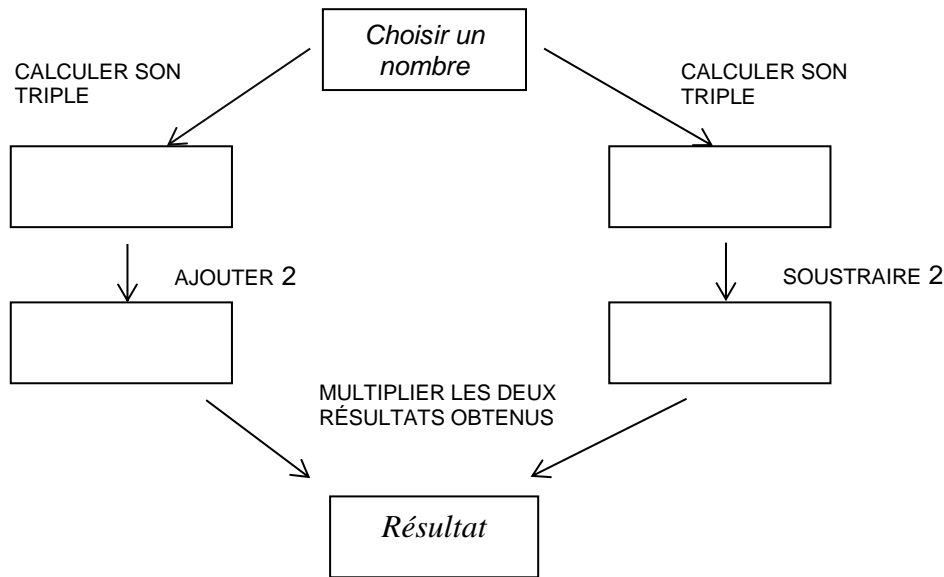 Choisir un
nombre
CALCULER SON
TRIPLE
CALCULER SON
TRIPLE
AJOUTER 2
SOUSTRAIRE 2
MULTIPLIER LES DEUX
RÉSULTATS OBTENUS
Résultat